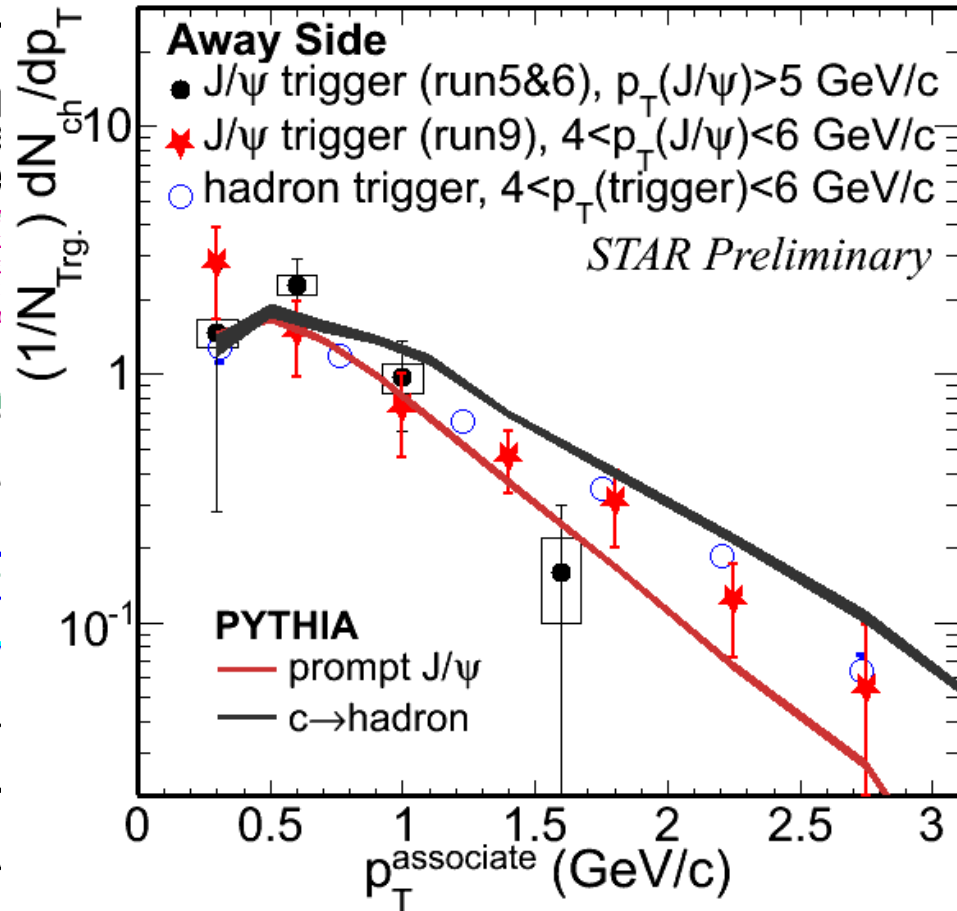 Away Side
J/ψ trigger (run5&6), p_T(J/ψ)>5 GeV/c
J/ψ trigger (run9), 4<p_T(J/ψ)<6 GeV/c
hadron trigger, 4<p_T(trigger)<6 GeV/c
STAR Preliminary
(1/N_Trg.) dN_ch/dp_T
10
1
10^-1
PYTHIA
prompt J/ψ
c→hadron
0 0.5 1 1.5 2 2.5 3
p_T^associate (GeV/c)